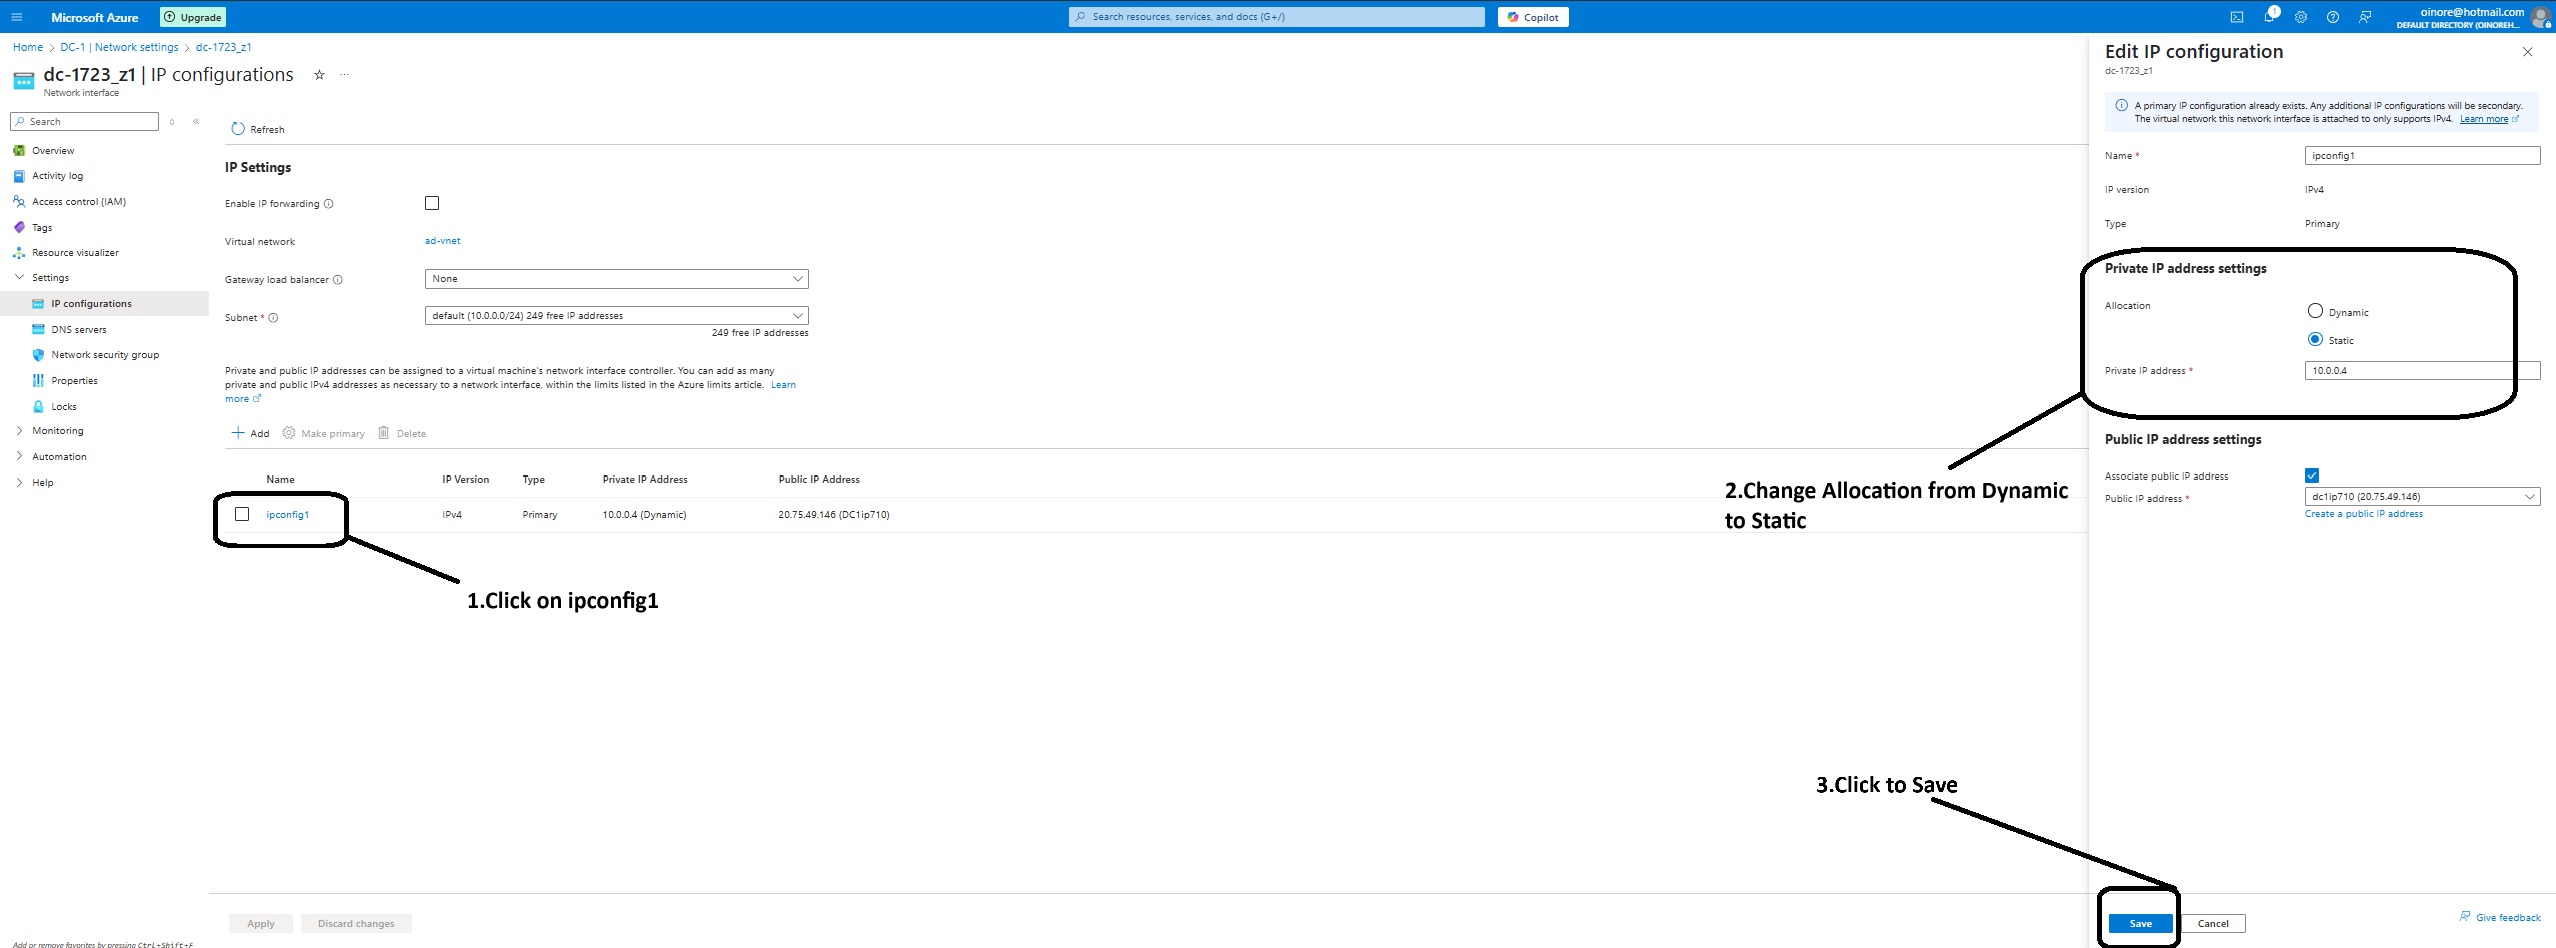 Microsoft Azure
Upgrade
Search resources, services, and docs (G+/)
Copilot
1
oinore@hotmail.com
DEFAULT DIRECTORY (OINOREH...
Home > DC-1 | Network settings > dc-1723_z1
dc-1723_z1 | IP configurations
Network interface
Search
Overview
Activity log
Access control (IAM)
Tags
Resource visualizer
Settings
IP configurations
DNS servers
Network security group
Properties
Locks
Monitoring
Automation
Help
Add or remove favorites by pressing Ctrl+Shift+F
Refresh
IP Settings
Enable IP forwarding
Virtual network
ad-vnet
Gateway load balancer
None
Subnet *
default (10.0.0.0/24) 249 free IP addresses
249 free IP addresses
Private and public IP addresses can be assigned to a virtual machine's network interface controller. You can add as many
private and public IPv4 addresses as necessary to a network interface, within the limits listed in the Azure limits article. Learn
more
Add Make primary Delete
Name IP Version Type Private IP Address Public IP Address
ipconfig1 IPv4 Primary 10.0.0.4 (Dynamic) 20.75.49.146 (DC1ip710)
1.Click on ipconfig1
2.Change Allocation from Dynamic
to Static
3.Click to Save
Apply Discard changes
Edit IP configuration
dc-1723_z1
A primary IP configuration already exists. Any additional IP configurations will be secondary.
The virtual network this network interface is attached to only supports IPv4. Learn more
Name *
ipconfig1
IP version
IPv4
Type
Primary
Private IP address settings
Allocation
Dynamic
Static
Private IP address *
10.0.0.4
Public IP address settings
Associate public IP address
Public IP address *
dc1ip710 (20.75.49.146)
Create a public IP address
Save Cancel
Give feedback